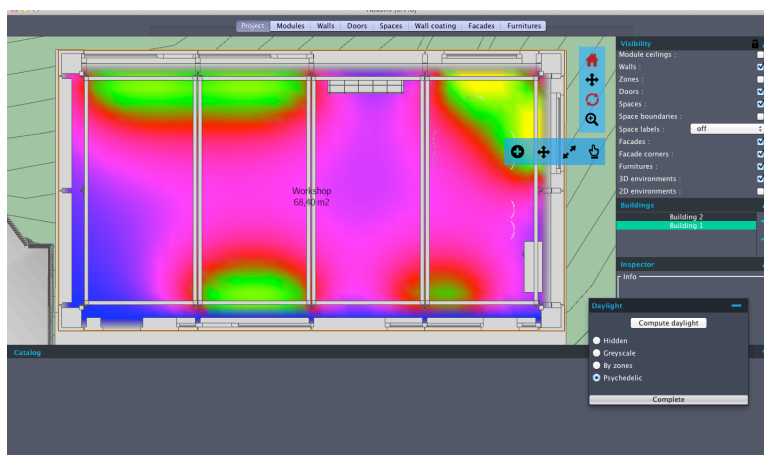 Project Modules Walls Doors Spaces Wall coating Facades Furnitures
Visibility
Module ceilings :
Walls :
Zones :
Doors :
Spaces :
Space boundaries :
Space labels : off
Facades :
Facade corners :
Furnitures :
3D environments :
2D environments :
Buildings
Building 2
Building 1
Inspector
Info
Workshop
68,40 m2
Daylight
Compute daylight
Hidden
Greyscale
By zones
Psychedelic
Complete
Catalog